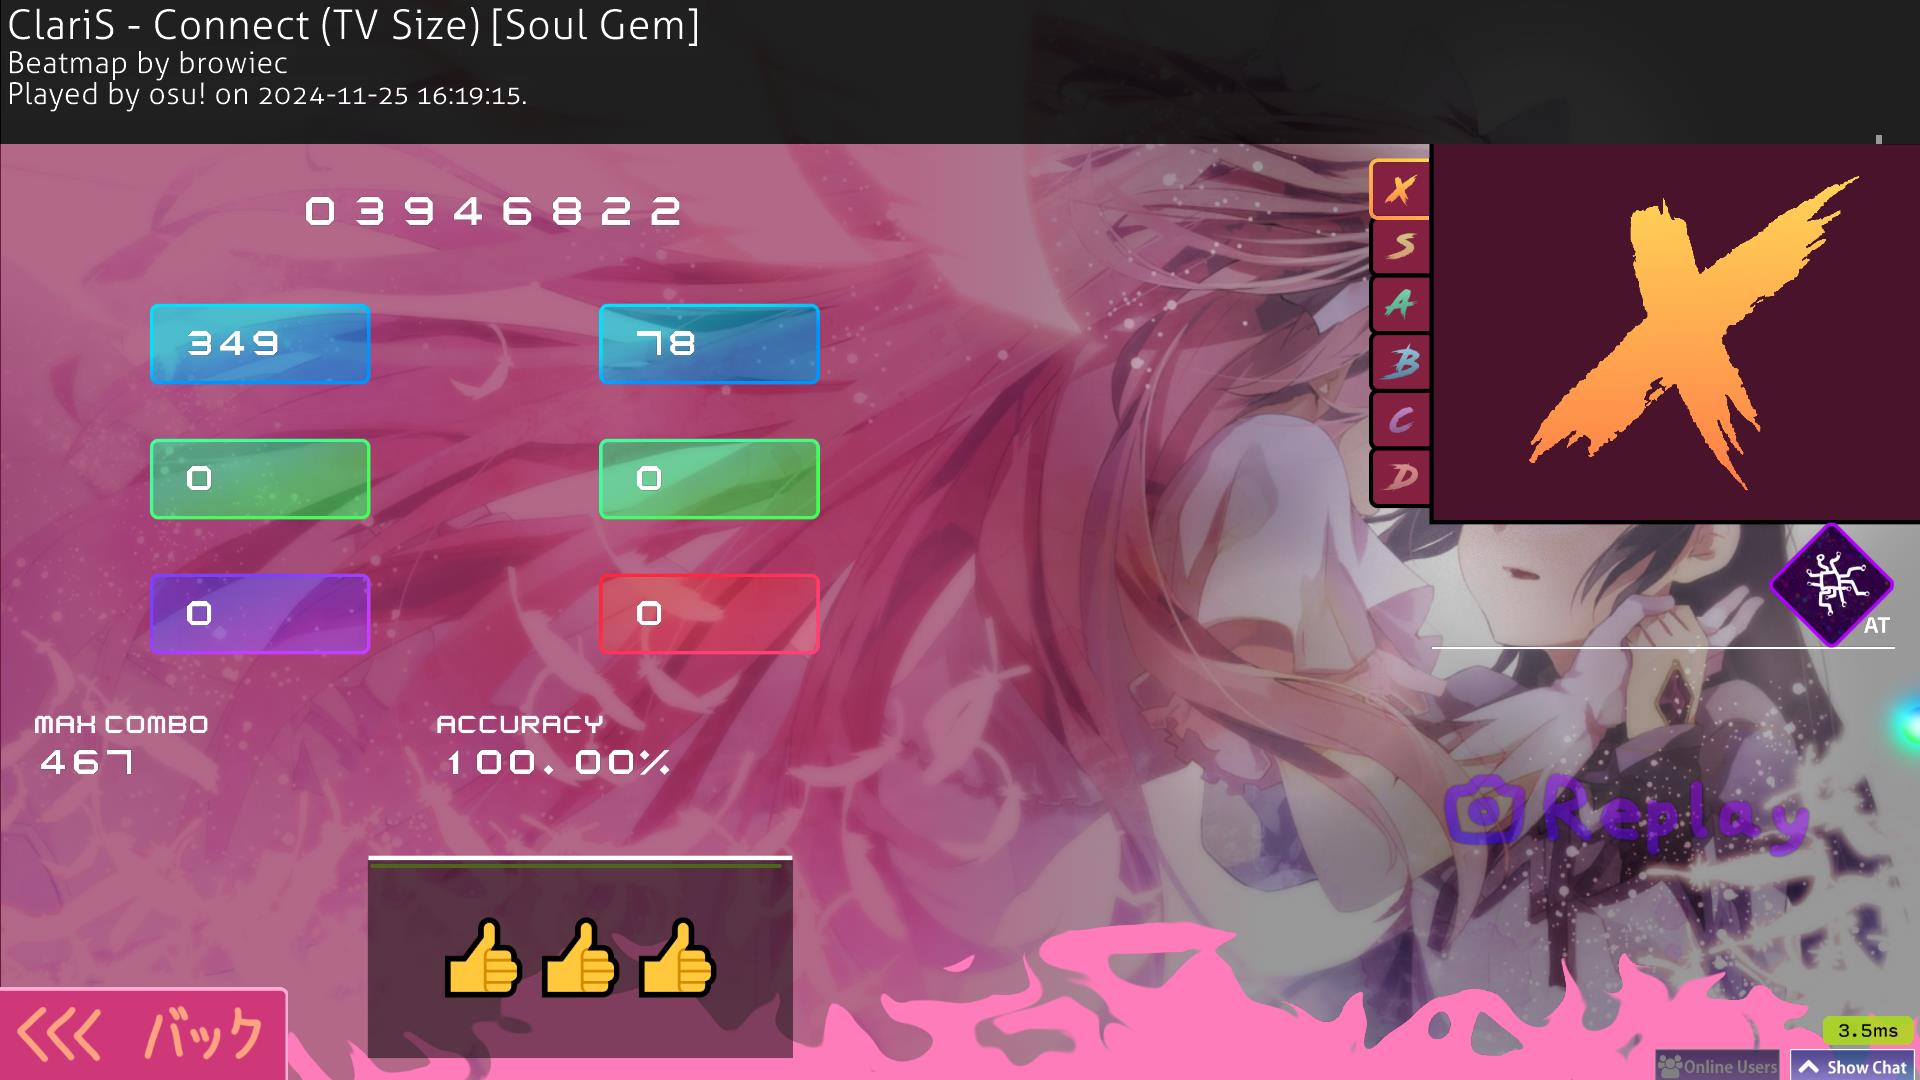 ClariS - Connect (TV Size) [Soul Gem]
Beatmap by browiec
Played by osu! on 2024-11-25 16:19:15.
03946822
X
S
A
B
C
D
X
349
78
0
0
0
0
AT
MAX COMBO
467
ACCURACY
100.00%
Replay
<<< バック
3.5ms
Online Users
Show Chat